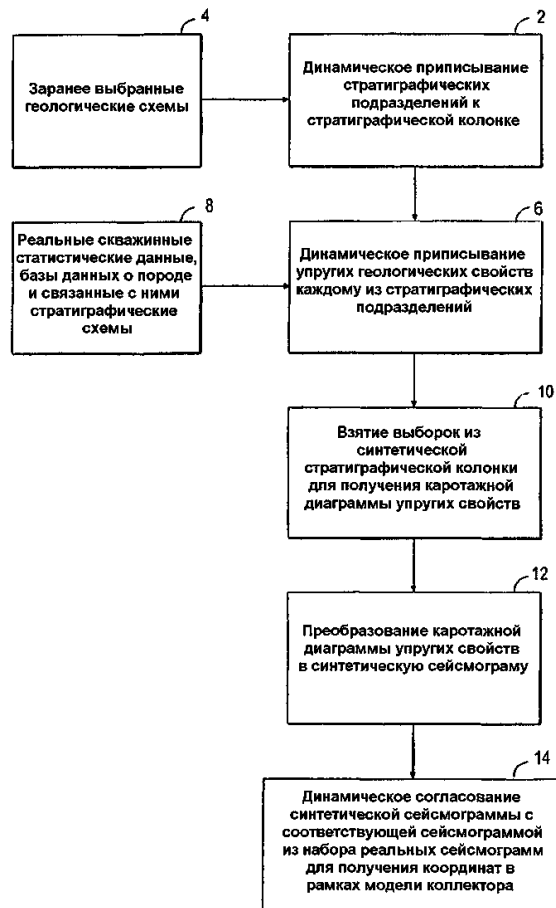 4
Заранее выбранные
геологические схемы
2
Динамическое приписывание
стратиграфических
подразделений к
стратиграфической колонке
8
Реальные скважинные
статистические данные,
базы данных о породе
и связанные с ними
стратиграфические
схемы
6
Динамическое приписывание
упругих геологических свойств
каждому из стратиграфических
подразделений
10
Взятие выборок из
синтетической
стратиграфической колонки
для получения каротажной
диаграммы упругих свойств
12
Преобразование каротажной
диаграммы упругих свойств
в синтетическую сейсмограму
14
Динамическое согласование
синтетической сейсмограммы с
соответствующей сейсмограммой
из набора реальных сейсмограмм
для получения координат в
рамках модели коллектора